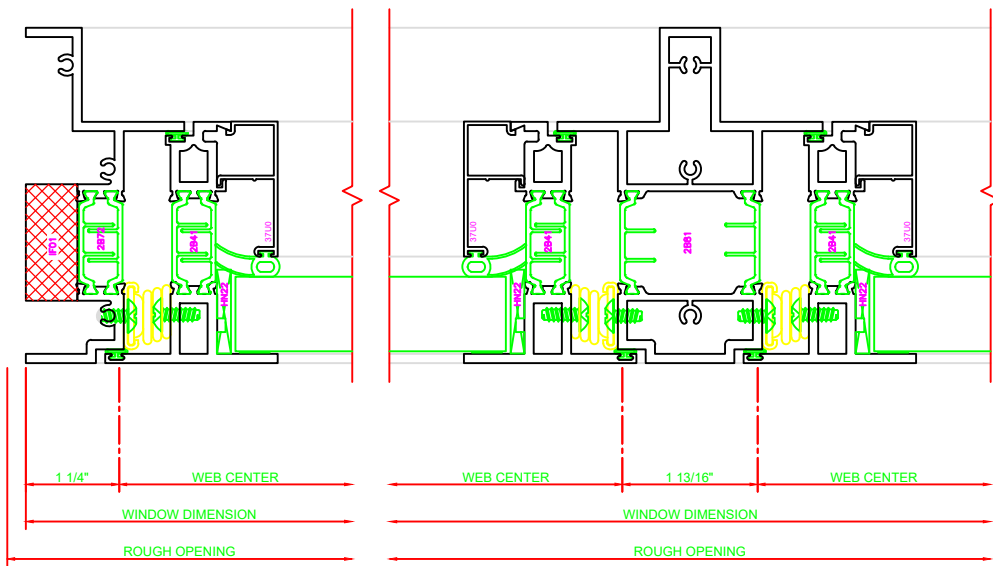 IF01
2B72
2B41
37U0
HN22
37U0
HN22
2B41
2B81
2B41
37U0
HN22
1 1/4"
WEB CENTER
WEB CENTER
1 13/16"
WEB CENTER
WINDOW DIMENSION
WINDOW DIMENSION
ROUGH OPENING
ROUGH OPENING